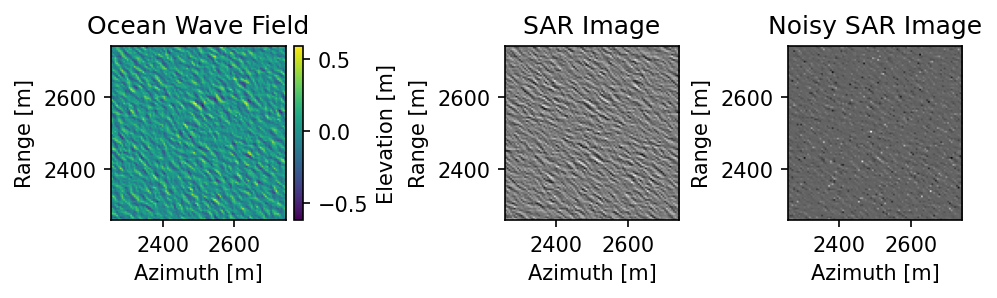 Ocean Wave Field
Range [m]
2600
2400
2400 2600
Azimuth [m]
0.5
0.0
−0.5
Elevation [m]
SAR Image
Range [m]
2600
2400
2400 2600
Azimuth [m]
Noisy SAR Image
Range [m]
2600
2400
2400 2600
Azimuth [m]